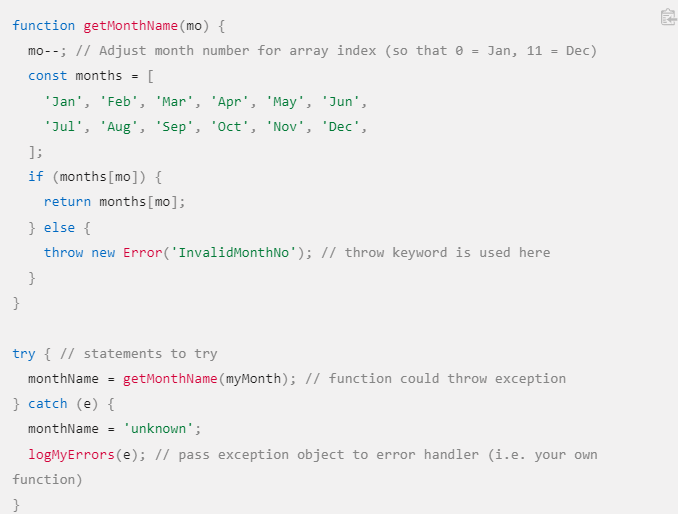 function getMonthName(mo) {
  mo--; // Adjust month number for array index (so that 0 = Jan, 11 = Dec)
  const months = [
    'Jan', 'Feb', 'Mar', 'Apr', 'May', 'Jun',
    'Jul', 'Aug', 'Sep', 'Oct', 'Nov', 'Dec',
  ];
  if (months[mo]) {
    return months[mo];
  } else {
    throw new Error('InvalidMonthNo'); // throw keyword is used here
  }
}

try { // statements to try
  monthName = getMonthName(myMonth); // function could throw exception
} catch (e) {
  monthName = 'unknown';
  logMyErrors(e); // pass exception object to error handler (i.e. your own
function)
}